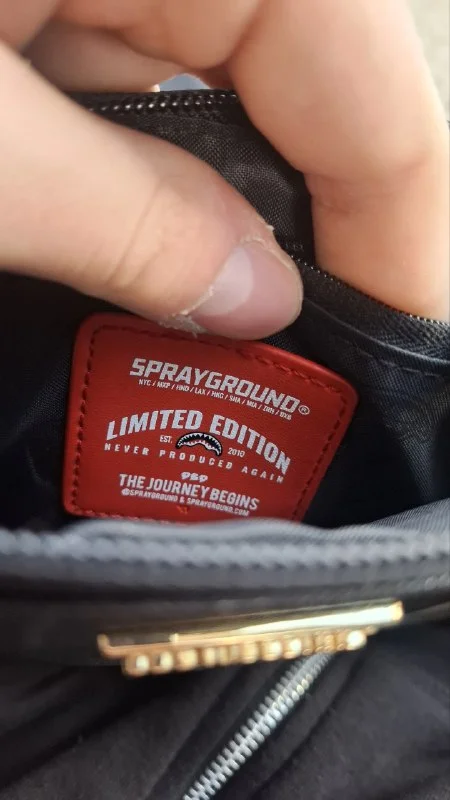 SPRAYGROUND®
NYC / MXP / HND / LAX / HKG / SHA / MIA / ZRH / DXB
LIMITED EDITION
EST. 2010
NEVER PRODUCED AGAIN
THE JOURNEY BEGINS
@SPRAYGROUND & SPRAYGROUND.COM